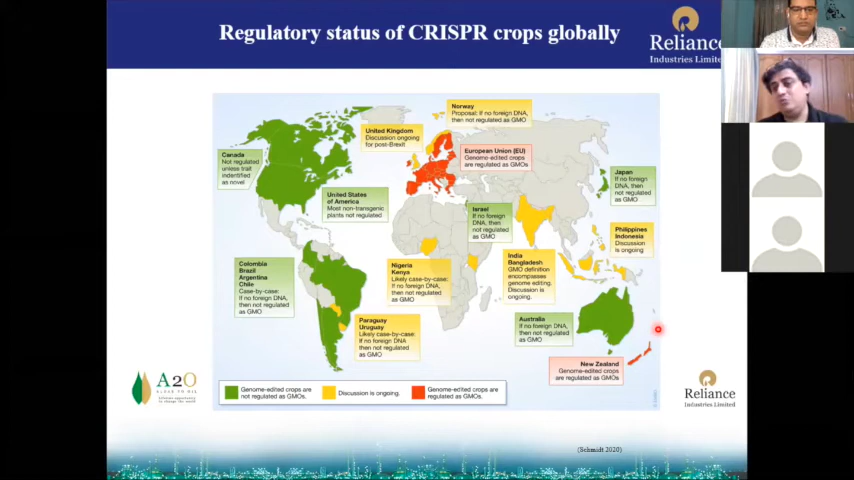 Regulatory status of CRISPR crops globally
Reliance
Industries Limited
Norway
Proposal: if no foreign DNA,
then not regulated as GMO
United Kingdom
Discussion ongoing
for post-Brexit
European Union (EU)
Genome-edited crops
are regulated as GMOs
Canada
Not regulated
unless trait
indentified
as novel
United States
of America
Most non-transgenic
plants not regulated
Japan
If no foreign
DNA, then
not regulated
as GMO
Israel
If no foreign
DNA, then
not regulated
as GMO
Philippines
Indonesia
Discussion
is ongoing
Colombia
Brazil
Argentina
Chile
Case-by-case:
If no foreign DNA,
then not regulated
as GMO
Nigeria
Kenya
Likely case-by-case:
if no foreign DNA,
then not regulated
as GMO
India
Bangladesh
GMO definition
encompasses
genome editing.
Discussion is
ongoing.
Paraguay
Uruguay
Likely case-by-case:
if no foreign DNA
then not regulated
as GMO
Australia
If no foreign DNA,
then not regulated
as GMO
New Zealand
Genome-edited crops
are regulated as GMOs
Genome-edited crops are
not regulated as GMOs.
Discussion is ongoing.
Genome-edited crops are
regulated as GMOs.
A2O
ALGAE TO OIL
Reliance
Industries Limited
(Schmidt 2020)